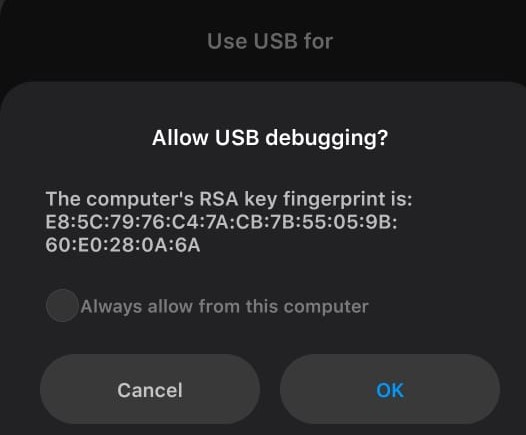 Use USB for
Allow USB debugging?
The computer's RSA key fingerprint is:
E8:5C:79:76:C4:7A:CB:7B:55:05:9B:
60:E0:28:0A:6A
Always allow from this computer
Cancel
OK